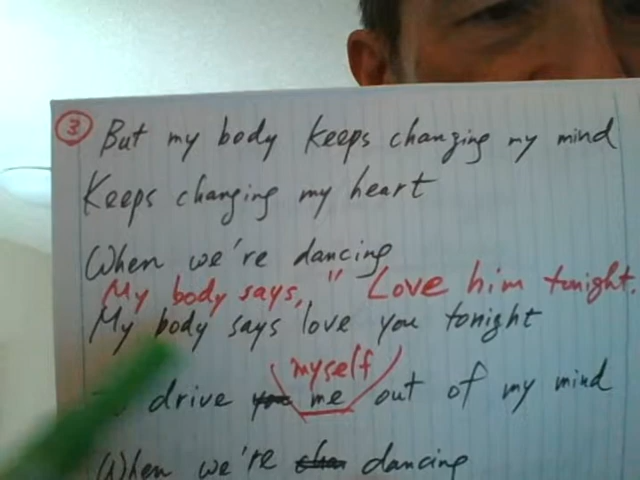 ③ But my body keeps changing my mind
Keeps changing my heart
When we're dancing
My body says, " Love him tonight.
My body says love you tonight
myself
drive you me out of my mind
When we're dancing